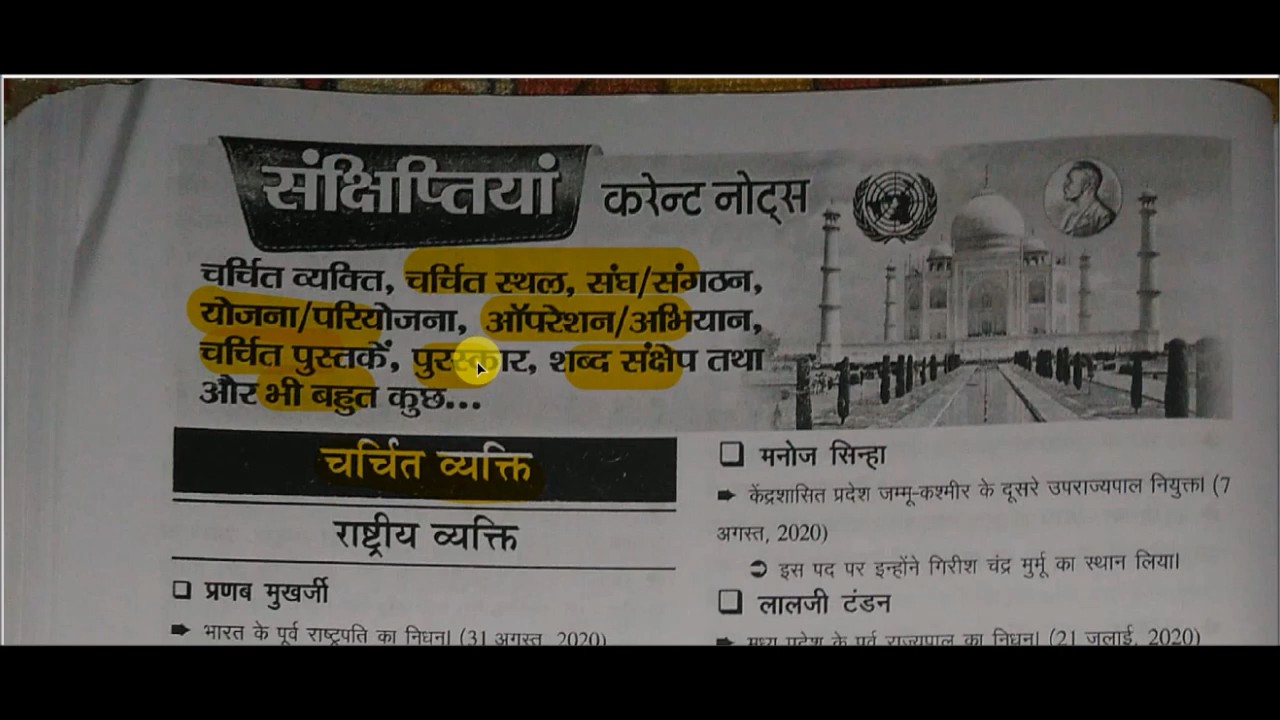 संक्षिप्तियां करेन्ट नोट्स
चर्चित व्यक्ति, चर्चित स्थल, संघ/संगठन,
योजना/परियोजना, ऑपरेशन/अभियान,
चर्चित पुस्तकें, पुरस्कार, शब्द संक्षेप तथा
और भी बहुत कुछ...
चर्चित व्यक्ति
राष्ट्रीय व्यक्ति
❑ प्रणब मुखर्जी
➠ भारत के पूर्व राष्ट्रपति का निधन। (31 अगस्त, 2020)
❑ मनोज सिन्हा
➠ केंद्रशासित प्रदेश जम्मू-कश्मीर के दूसरे उपराज्यपाल नियुक्त। (7
अगस्त, 2020)
➲ इस पद पर इन्होंने गिरीश चंद्र मुर्मू का स्थान लिया।
❑ लालजी टंडन
➠ मध्य प्रदेश के पूर्व राज्यपाल का निधन। (21 जुलाई, 2020)